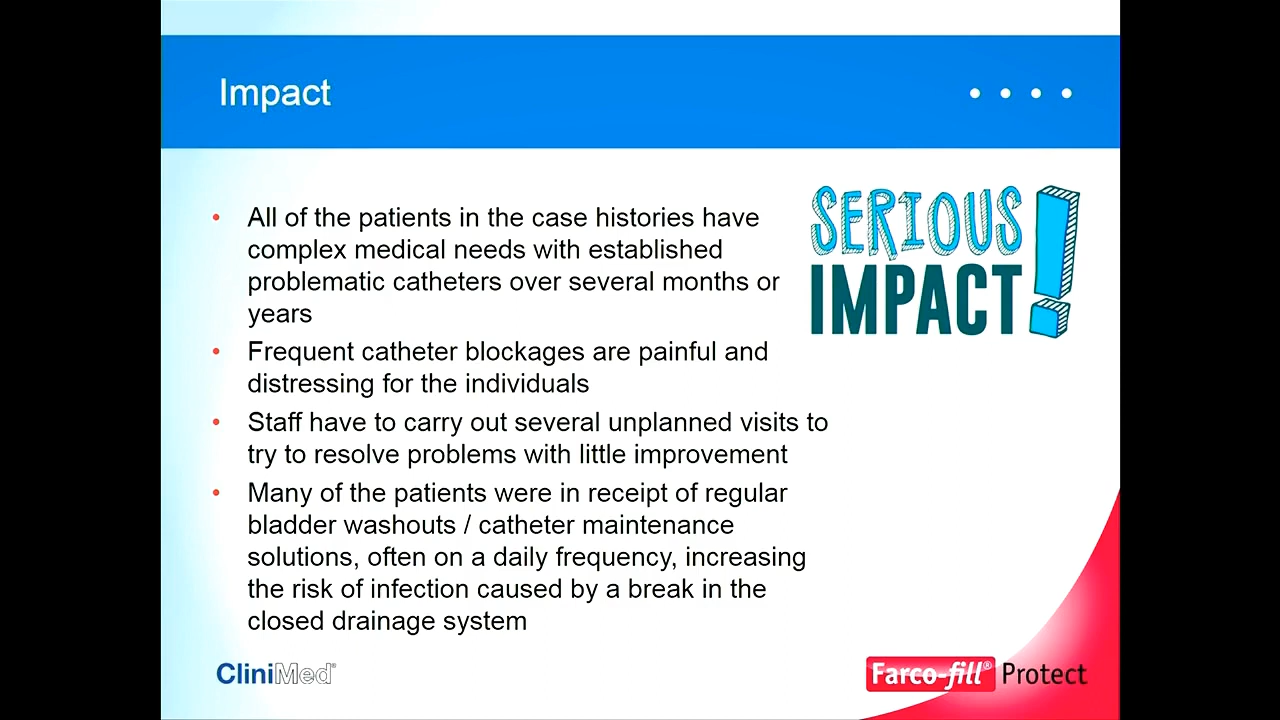 Impact
• All of the patients in the case histories have
complex medical needs with established
problematic catheters over several months or
years
• Frequent catheter blockages are painful and
distressing for the individuals
• Staff have to carry out several unplanned visits to
try to resolve problems with little improvement
• Many of the patients were in receipt of regular
bladder washouts / catheter maintenance
solutions, often on a daily frequency, increasing
the risk of infection caused by a break in the
closed drainage system
SERIOUS
IMPACT!
CliniMed®
Farco-fill® Protect